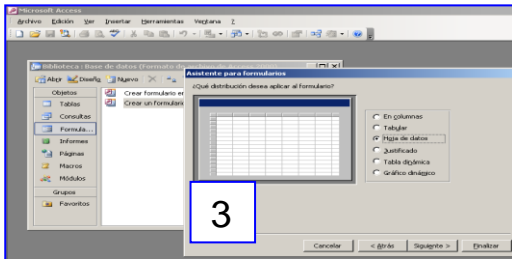 Microsoft Access
Archivo Edición Ver Insertar Herramientas Ventana ?
Biblioteca : Base de datos (Formato de
Abrir Diseño Nuevo
Objetos
Tablas
Consultas
Formula...
Informes
Páginas
Macros
Módulos
Grupos
Favoritos
Crear formulario en
Crear un formulario
Asistente para formularios
¿Qué distribución desea aplicar al formulario?
En columnas
Tabular
Hoja de datos
Justificado
Tabla dinámica
Gráfico dinámico
3
Cancelar < Atrás Siguiente > Finalizar